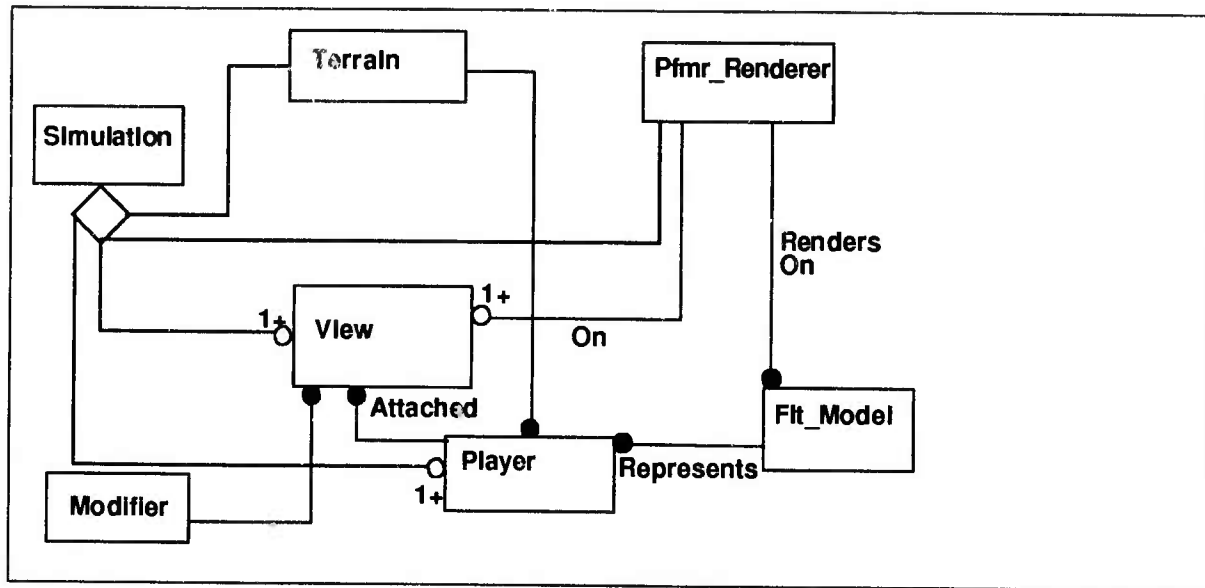 Terrain
Pfmr_Renderer
Simulation
Renders
On
1+
1+
View
On
Attached
Flt_Model
Player
Represents
1+
Modifier